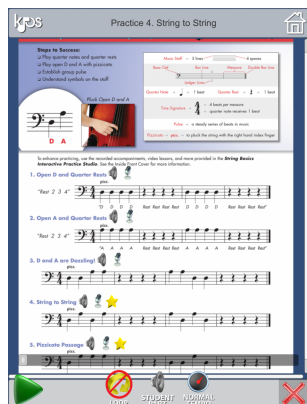 kjos
Practice 4. String to String
Steps to Success:
Play quarter notes and quarter rests
Play open D and A with pizzicato
Establish group pulse
Understand symbols on the staff
Pluck Open D and A
D A
Music Staff - 5 lines 4 spaces
Bass Clef Bar Line Measure Double Bar Line
Ledger Lines
Quarter Note - = 1 beat Quarter Rest - = 1 beat
Time Signature - 4 4 = 4 beats per measure
= quarter note receives 1 beat
Pulse - a steady series of beats in music
Pizzicato - pizz. - to pluck the string with the right hand index finger
To enhance practicing, use the recorded accompaniments, video lessons, and more provided in the String Basics
Interactive Practice Studio. See the Inside Front Cover for more information.
1. Open D and Quarter Rests
pizz.
"Rest 2 3 4"
"D D D D Rest Rest Rest Rest D D D D Rest Rest Rest Rest"
2. Open A and Quarter Rests
pizz.
"Rest 2 3 4"
"A A A A Rest Rest Rest Rest A A A A Rest Rest Rest Rest"
3. D and A are Dazzling!
pizz.
4. String to String
pizz.
5. Pizzicato Passage
pizz.
LOOP
STUDENT
NORMAL